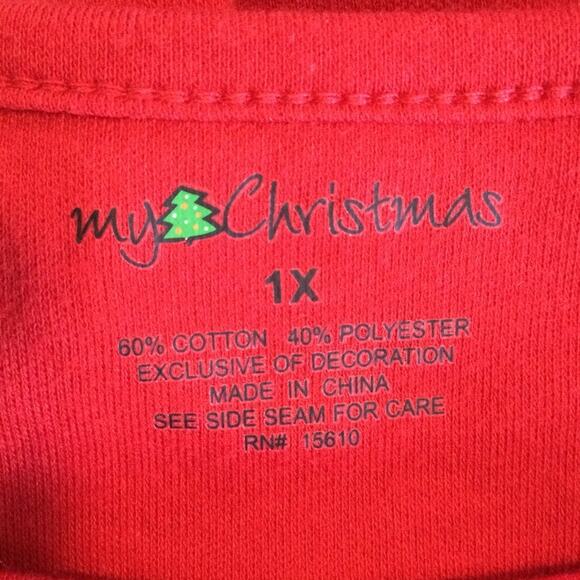 my Christmas
1X
60% COTTON 40% POLYESTER
EXCLUSIVE OF DECORATION
MADE IN CHINA
SEE SIDE SEAM FOR CARE
RN# 15610